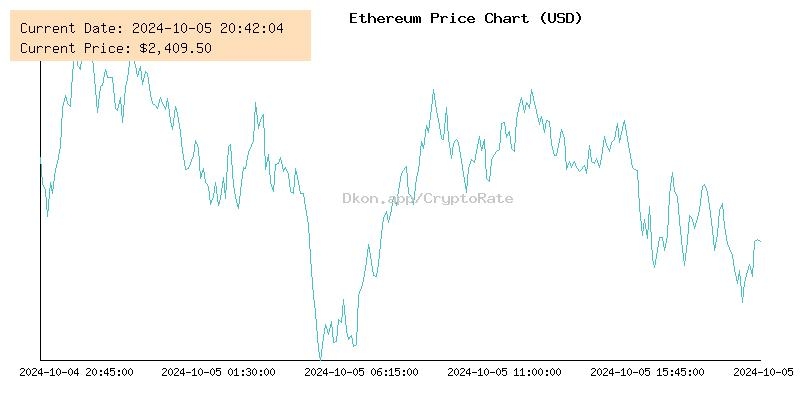 Ethereum Price Chart (USD)
Current Date: 2024-10-05 20:42:04
Current Price: $2,409.50
Dkon.app/CryptoRate
2024-10-04 20:45:00 2024-10-05 01:30:00 2024-10-05 06:15:00 2024-10-05 11:00:00 2024-10-05 15:45:00 2024-10-05